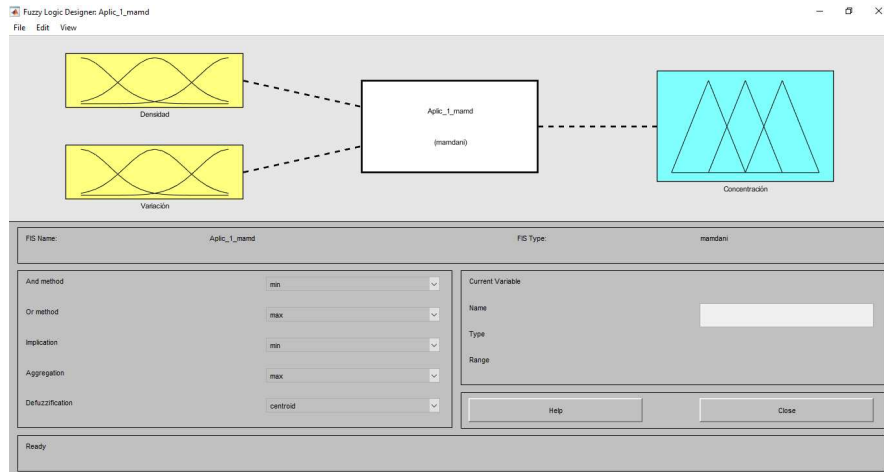 Fuzzy Logic Designer: Aplic_1_mamd
File Edit View
Densidad
Variación
Aplic_1_mamd
(mamdani)
Concentración
FIS Name: Aplic_1_mamd FIS Type: mamdani
And method min
Or method max
Implication min
Aggregation max
Defuzzification centroid
Current Variable
Name
Type
Range
Help Close
Ready